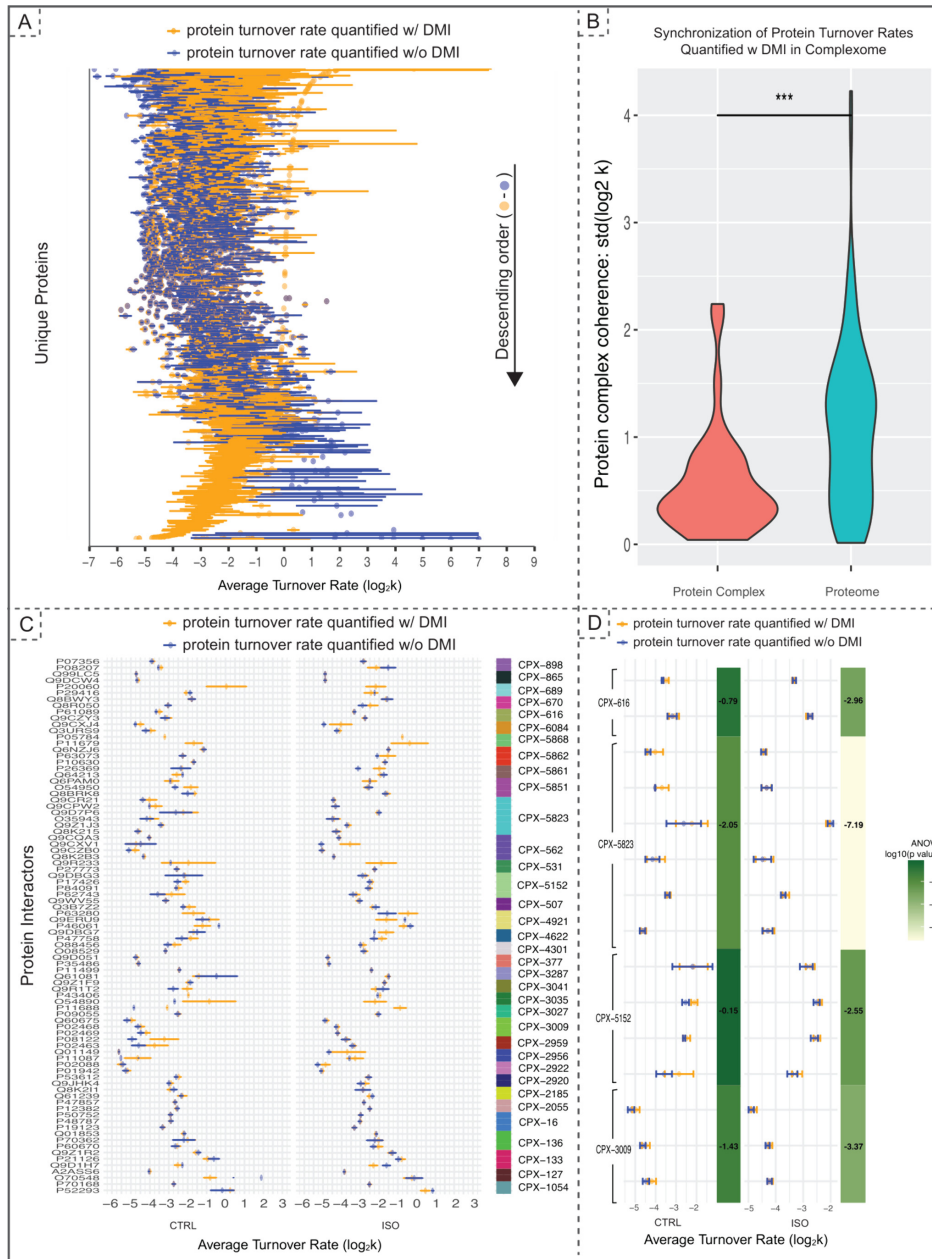 A
protein turnover rate quantified w/ DMI
protein turnover rate quantified w/o DMI
Unique Proteins
Descending order ( - )
-7 -6 -5 -4 -3 -2 -1 0 1 2 3 4 5 6 7 8 9
Average Turnover Rate (log₂k)
B
Synchronization of Protein Turnover Rates
Quantified w DMI in Complexome
Protein complex coherence: std(log2 k)
***
4
3
2
1
0
Protein Complex Proteome
C
protein turnover rate quantified w/ DMI
protein turnover rate quantified w/o DMI
Protein Interactors
P07356
P08207
Q99LC5
Q9DCW4
P20060
P29416
Q8BWY3
Q8R050
P61089
Q9CZY3
Q9CXJ4
Q3URS9
P05784
P11679
Q6NZJ6
P63073
P10630
P26369
Q64213
Q6PAM0
O54950
Q8BRK8
Q9CR21
Q9CPW2
Q9D7P6
O35943
Q9Z1J3
Q8K215
Q9CQA3
Q9CXV1
Q9CZB0
Q8K2B3
Q9R233
P27773
Q9DBG3
P17426
P84091
P62743
Q9WV55
Q3B7Z2
P63280
Q9ERU9
P46061
Q9DBG7
P47758
O88456
O08529
Q9D051
P35486
P11499
Q61081
Q9Z1F9
Q9R1T2
P43406
O54890
P11688
P09055
Q60675
P02468
P02469
P08122
P02463
Q01149
P11087
P02088
P01942
P53612
Q9JHK4
Q8K2I1
Q61239
P47857
P12382
P50752
P48787
P19123
Q01853
P70362
P60670
Q9Z1R2
P21126
Q9D1H7
A2ASS6
O70548
P70168
P52293
CPX-898
CPX-865
CPX-689
CPX-670
CPX-616
CPX-6084
CPX-5868
CPX-5862
CPX-5861
CPX-5851
CPX-5823
CPX-562
CPX-531
CPX-5152
CPX-507
CPX-4921
CPX-4622
CPX-4301
CPX-377
CPX-3287
CPX-3041
CPX-3035
CPX-3027
CPX-3009
CPX-2959
CPX-2956
CPX-2922
CPX-2920
CPX-2185
CPX-2055
CPX-16
CPX-136
CPX-133
CPX-127
CPX-1054
−6 −5 −4 −3 −2 −1 0 1 2 3 −6 −5 −4 −3 −2 −1 0 1 2 3
CTRL ISO
Average Turnover Rate (log₂k)
D
protein turnover rate quantified w/ DMI
protein turnover rate quantified w/o DMI
CPX-616
-0.79 -2.96
CPX-5823
-2.05 -7.19
CPX-5152
-0.15 -2.55
CPX-3009
-1.43 -3.37
ANOV
log10(p value
-5 -4 -3 -2 -5 -4 -3 -2
CTRL ISO
Average Turnover Rate (log₂k)